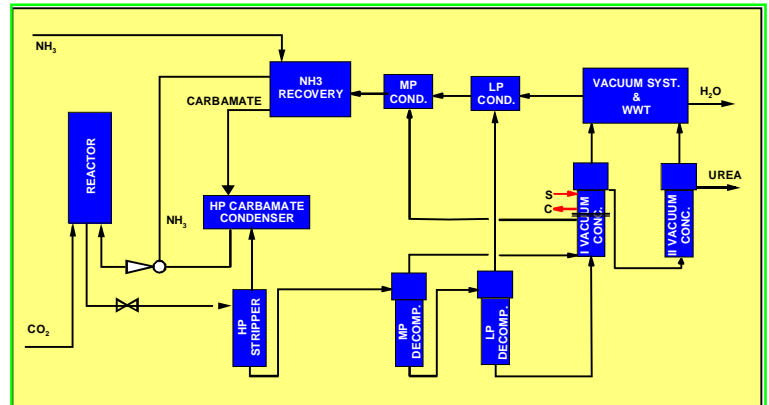 NH3
NH3
RECOVERY
CARBAMATE
MP
COND.
LP
COND.
VACUUM SYST.
&
WWT
H2O
REACTOR
HP CARBAMATE
CONDENSER
NH3
S
C
I VACUUM
CONC.
II VACUUM
CONC.
UREA
CO2
HP
STRIPPER
MP
DECOMP.
LP
DECOMP.